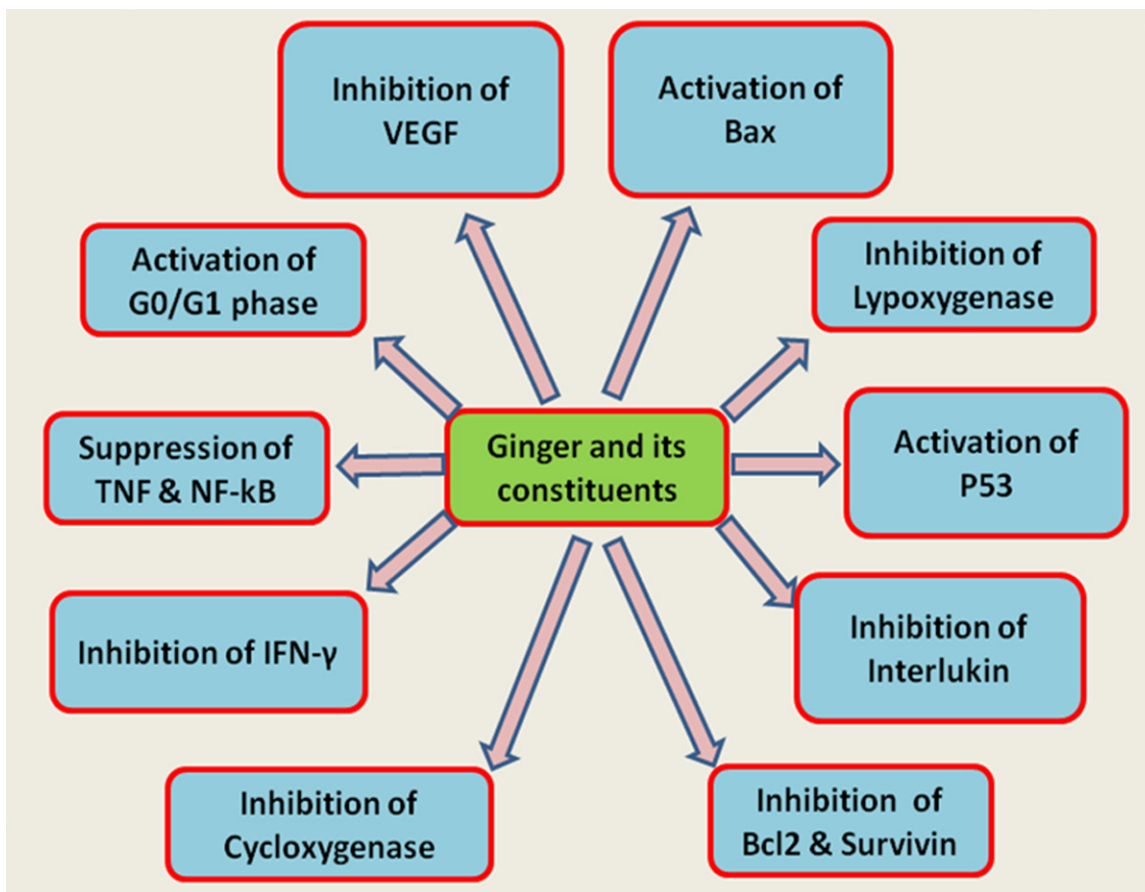 Inhibition of
VEGF
Activation of
Bax
Activation of
G0/G1 phase
Inhibition of
Lypoxygenase
Suppression of
TNF & NF-kB
Ginger and its
constituents
Activation of
P53
Inhibition of IFN-γ
Inhibition of
Interlukin
Inhibition of
Cycloxygenase
Inhibition of
Bcl2 & Survivin